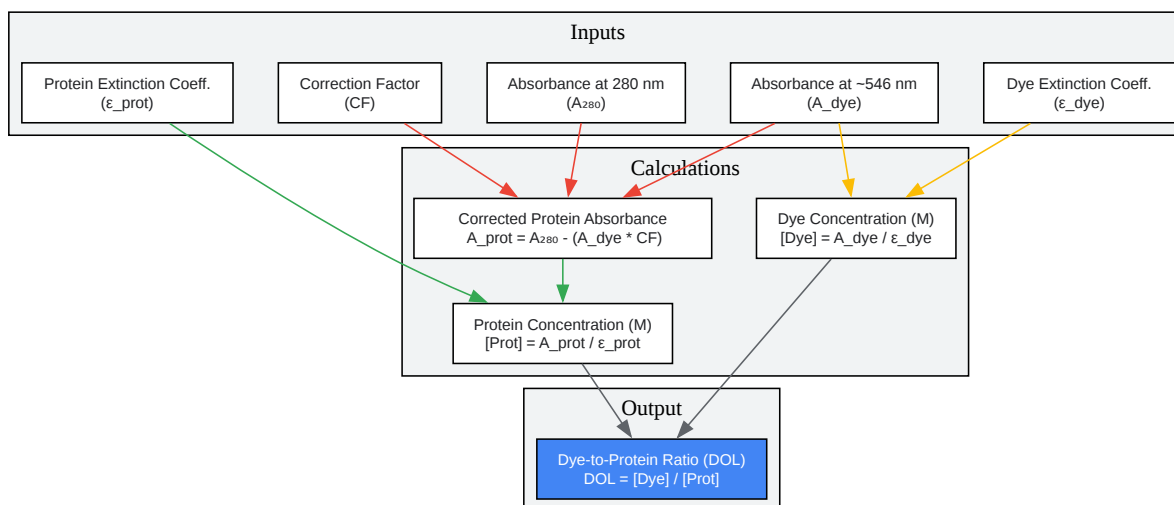 Inputs
Protein Extinction Coeff.
(ε_prot)
Correction Factor
(CF)
Absorbance at 280 nm
(A₂₈₀)
Absorbance at ~546 nm
(A_dye)
Dye Extinction Coeff.
(ε_dye)
Calculations
Corrected Protein Absorbance
A_prot = A₂₈₀ - (A_dye * CF)
Dye Concentration (M)
[Dye] = A_dye / ε_dye
Protein Concentration (M)
[Prot] = A_prot / ε_prot
Output
Dye-to-Protein Ratio (DOL)
DOL = [Dye] / [Prot]